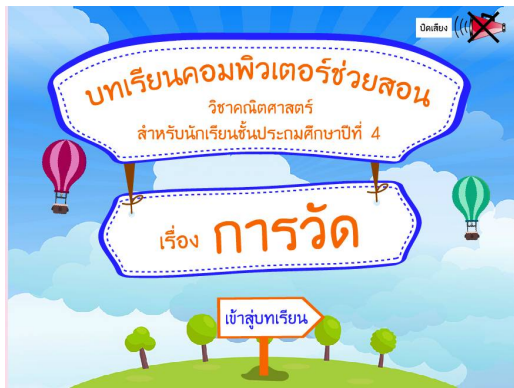 ปิดเสียง
บทเรียนคอมพิวเตอร์ช่วยสอน
วิชาคณิตศาสตร์
สำหรับนักเรียนชั้นประถมศึกษาปีที่ 4
เรื่อง การวัด
เข้าสู่บทเรียน